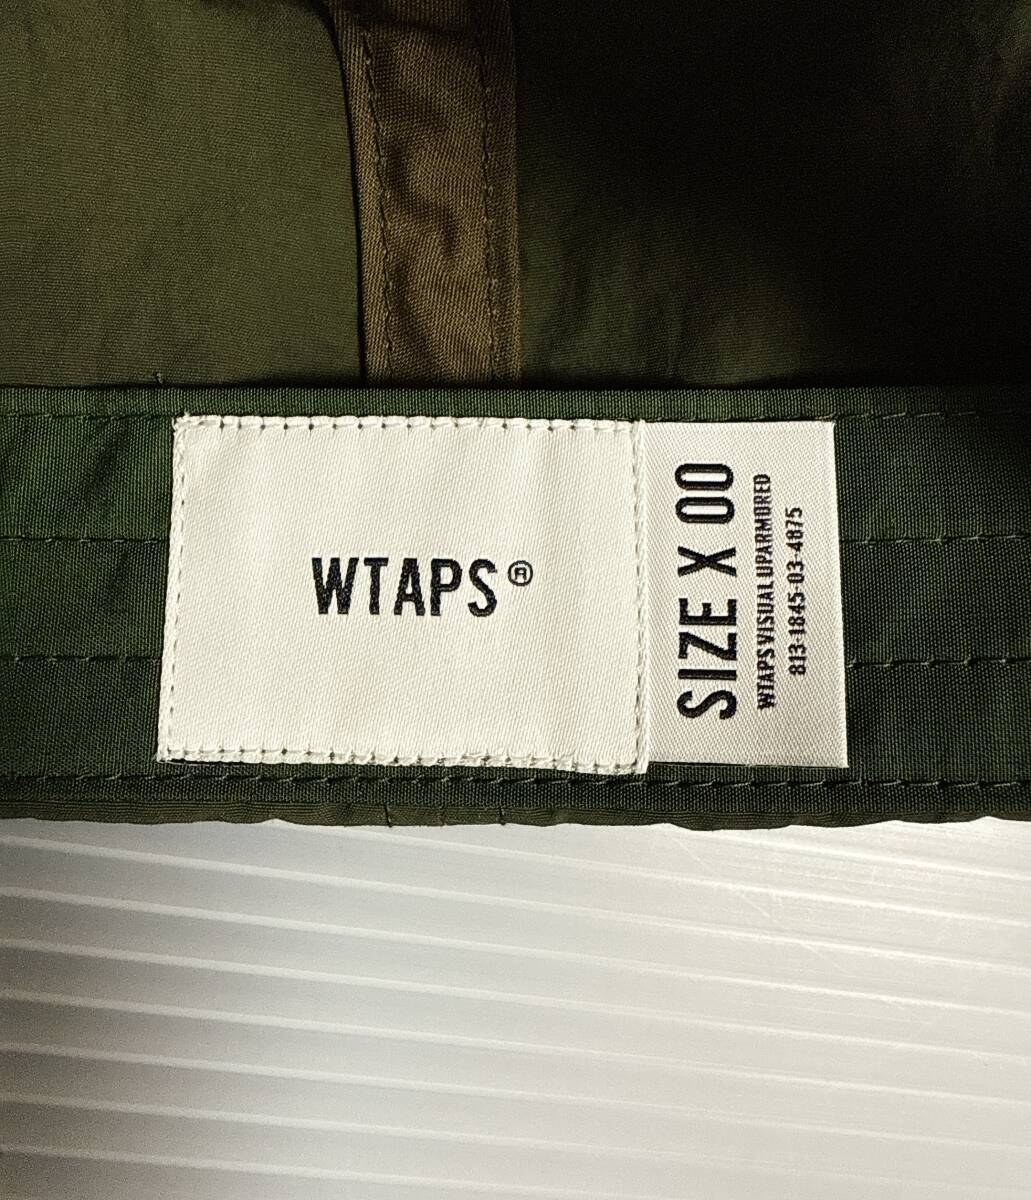 WTAPS®
SIZE X 00
WTAPS VISUAL UPARMORED
813-1845-03-4875